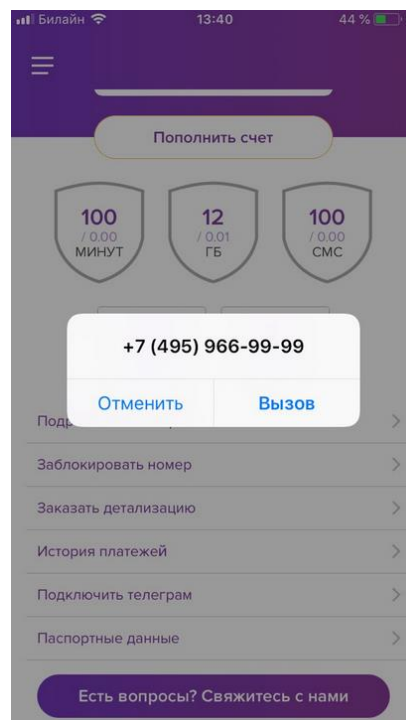 Билайн 13:40 44 %
Пополнить счет
100 12 100
/ 0.00 / 0.01 / 0.00
МИНУТ ГБ СМС
+7 (495) 966-99-99
Отменить Вызов
Заблокировать номер
Заказать детализацию
История платежей
Подключить телеграм
Паспортные данные
Есть вопросы? Свяжитесь с нами